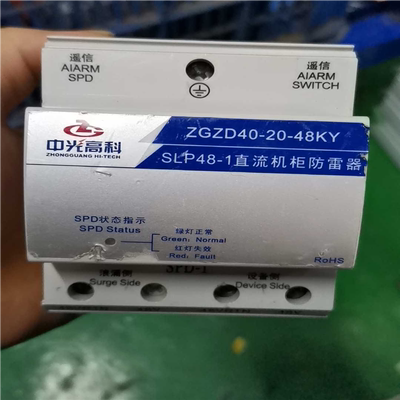 遥信
AIARM
SPD
遥信
AIARM
SWITCH
中光高科
ZHONGGUANG HI-TECH
ZGZD40-20-48KY
SLP48-1直流机柜防雷器
SPD状态指示
SPD Status
绿灯正常
Green: Normal
红灯失效
Red: Fault
RoHS
SPD-1
浪涌侧
Surge Side
设备侧
Device Side